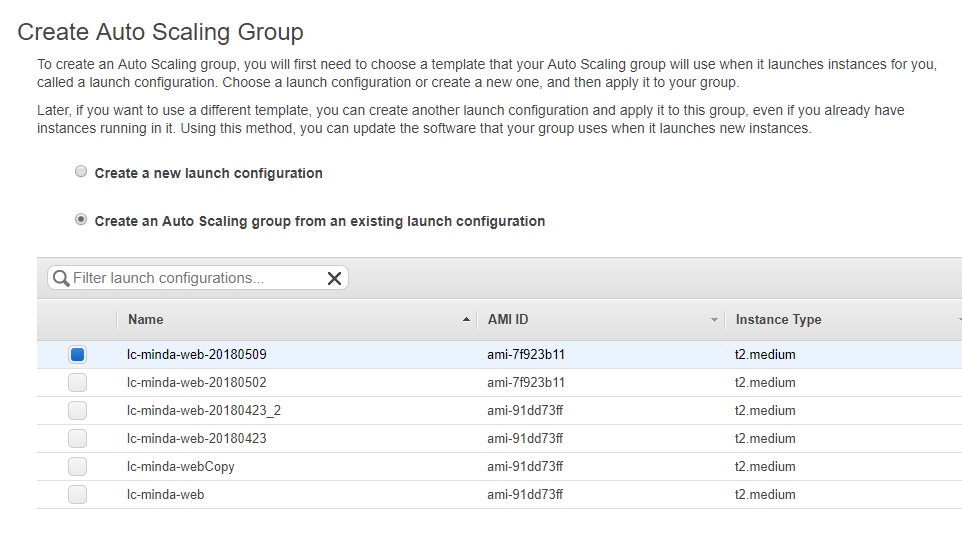 Create Auto Scaling Group
To create an Auto Scaling group, you will first need to choose a template that your Auto Scaling group will use when it launches instances for you,
called a launch configuration. Choose a launch configuration or create a new one, and then apply it to your group.
Later, if you want to use a different template, you can create another launch configuration and apply it to this group, even if you already have
instances running in it. Using this method, you can update the software that your group uses when it launches new instances.
Create a new launch configuration
Create an Auto Scaling group from an existing launch configuration
Filter launch configurations...
Name AMI ID Instance Type
lc-minda-web-20180509 ami-7f923b11 t2.medium
lc-minda-web-20180502 ami-7f923b11 t2.medium
lc-minda-web-20180423_2 ami-91dd73ff t2.medium
lc-minda-web-20180423 ami-91dd73ff t2.medium
lc-minda-webCopy ami-91dd73ff t2.medium
lc-minda-web ami-91dd73ff t2.medium